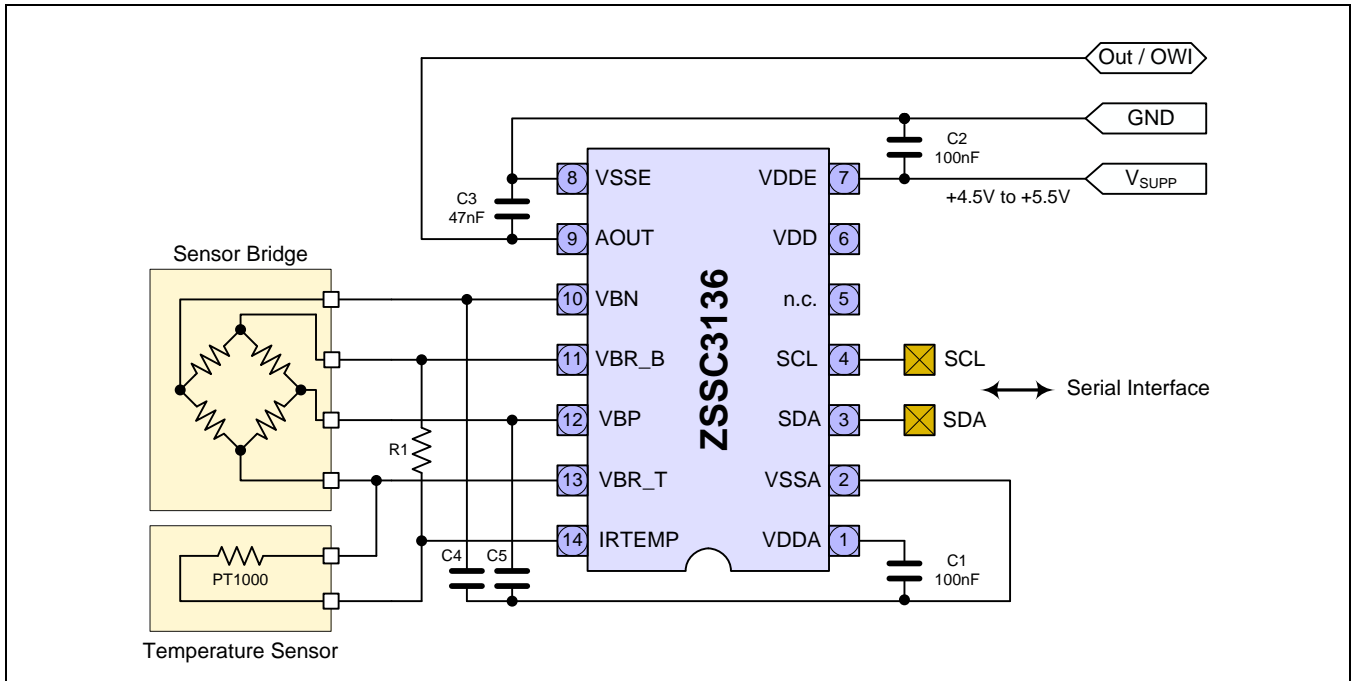 Out / OWI
GND
C2
100nF
VSUPP
+4.5V to +5.5V
C3
47nF
8 VSSE
VDDE 7
9 AOUT
VDD 6
Sensor Bridge
10 VBN
n.c. 5
11 VBR_B
SCL 4
SCL
Serial Interface
12 VBP
SDA 3
SDA
R1
13 VBR_T
VSSA 2
14 IRTEMP
VDDA 1
ZSSC3136
C4
C5
C1
100nF
PT1000
Temperature Sensor